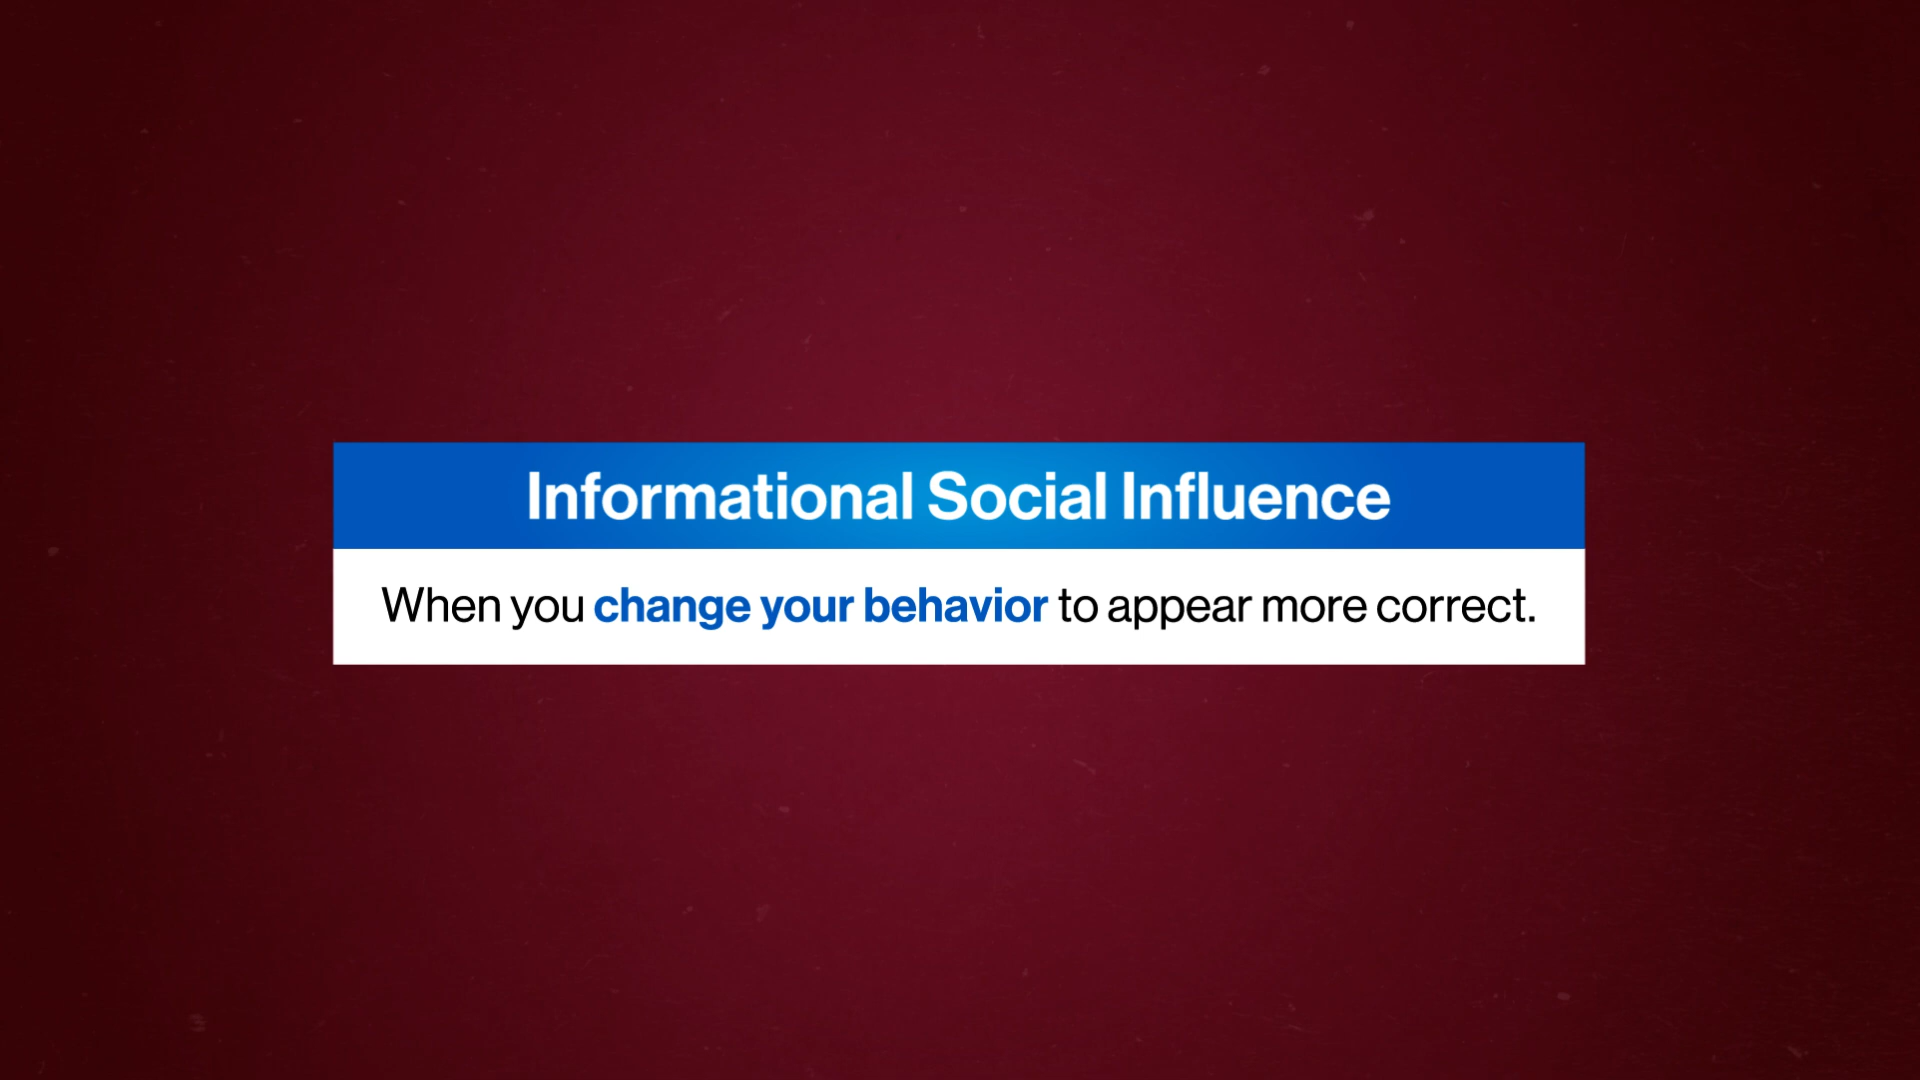 Informational Social Influence
When you change your behavior to appear more correct.